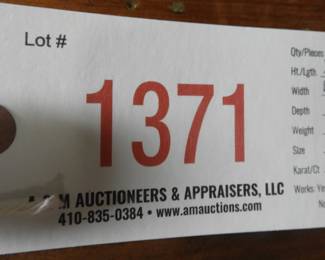 Lot #
1371
M AUCTIONEERS & APPRAISERS, LLC
410-835-0384 • www.amauctions.com
Qty/Pieces
Ht./Lgth
Width
Depth
Weight
Size
Karat/Ct
Works: